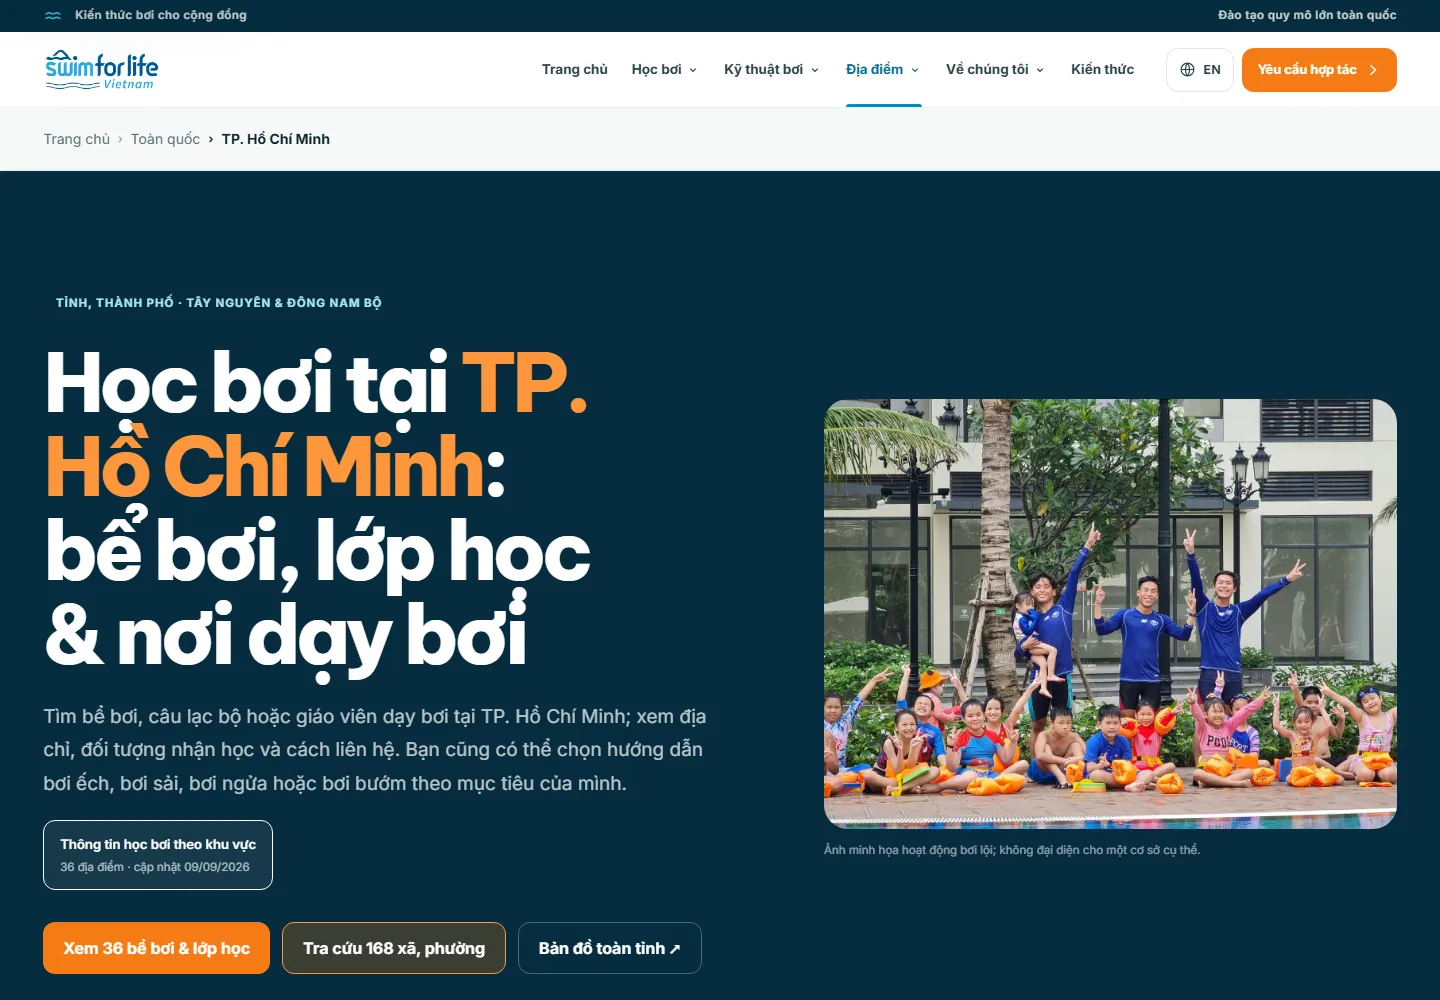 Kiến thức bơi cho cộng đồng
Đào tạo quy mô lớn toàn quốc
swimforlife
Vietnam
Trang chủ
Học bơi
Kỹ thuật bơi
Địa điểm
Về chúng tôi
Kiến thức
EN
Yêu cầu hợp tác
Trang chủ › Toàn quốc › TP. Hồ Chí Minh
TỈNH, THÀNH PHỐ · TÂY NGUYÊN & ĐÔNG NAM BỘ
Học bơi tại TP.
Hồ Chí Minh:
bể bơi, lớp học
& nơi dạy bơi
Tìm bể bơi, câu lạc bộ hoặc giáo viên dạy bơi tại TP. Hồ Chí Minh; xem địa
chỉ, đối tượng nhận học và cách liên hệ. Bạn cũng có thể chọn hướng dẫn
bơi ếch, bơi sải, bơi ngửa hoặc bơi bướm theo mục tiêu của mình.
Thông tin học bơi theo khu vực
36 địa điểm · cập nhật 09/09/2026
Xem 36 bể bơi & lớp học
Tra cứu 168 xã, phường
Bản đồ toàn tỉnh ↗
Ảnh minh họa hoạt động bơi lội; không đại diện cho một cơ sở cụ thể.